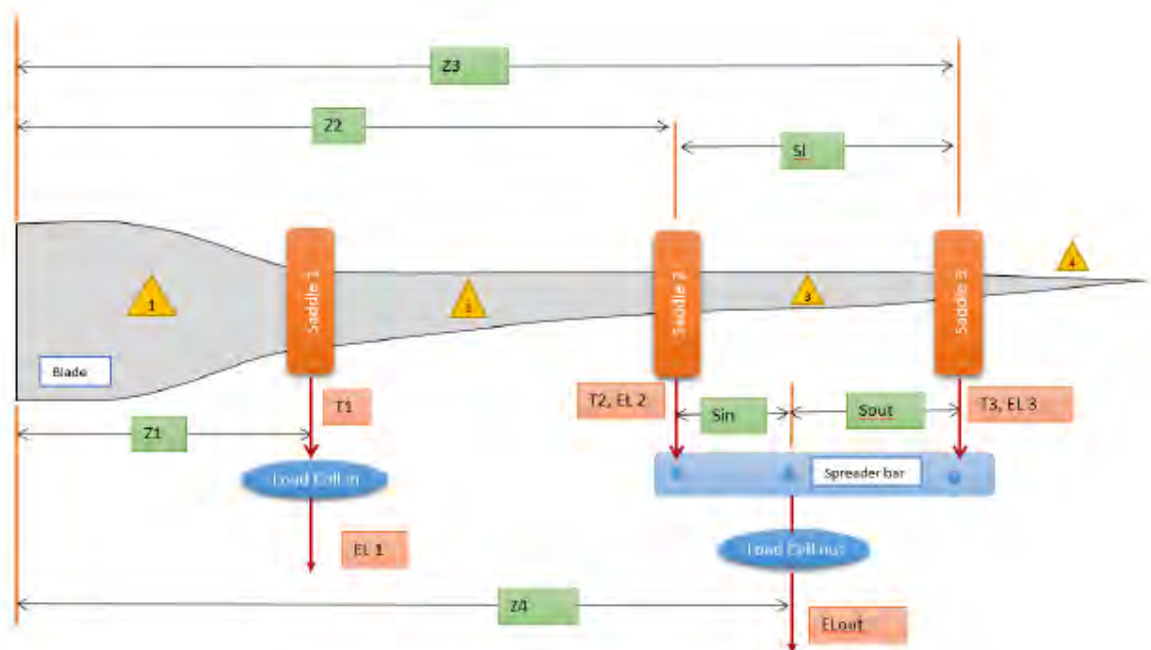 Z3
Z2
Sl
Saddle 1
Saddle 2
Saddle 3
1
3
4
Blade
T1
T2, EL 2
Sin
Sout
T3, EL 3
Z1
Load Cell in
Spreader bar
EL 1
Load Cell out
Z4
ELout